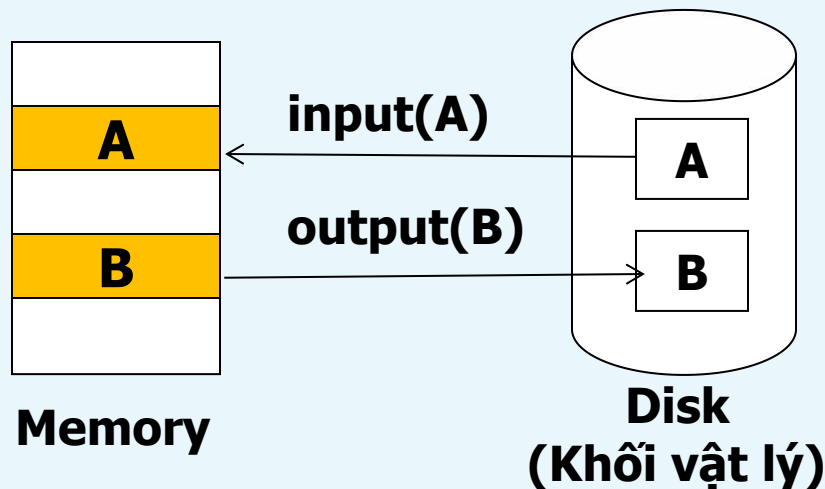 input(A)
A
A
output(B)
B
B
Memory
Disk
(Khối vật lý)